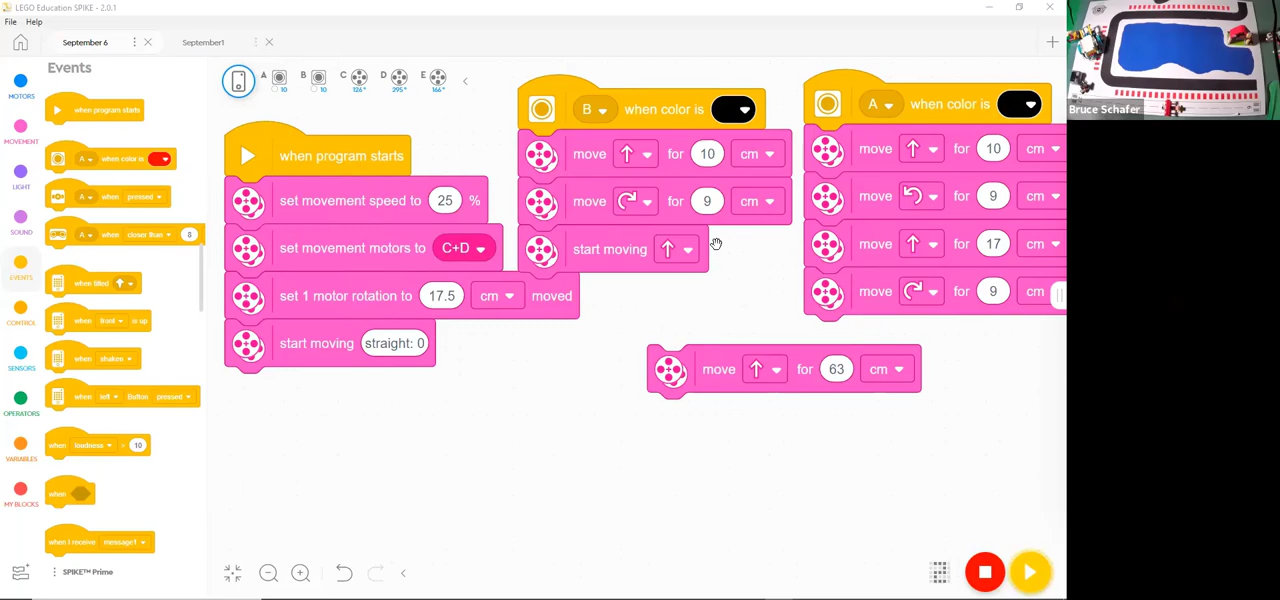 LEGO Education SPIKE - 2.0.1
File Help
September 6
September1
Events
MOTORS
MOVEMENT
LIGHT
SOUND
EVENTS
CONTROL
SENSORS
OPERATORS
VARIABLES
MY BLOCKS
when program starts
A when color is
A when pressed
A when closer than 8
when tilted
when front is up
when shaken
when left Button pressed
when loudness > 10
when
when I receive message1
SPIKE™ Prime
A 10
B 10
C 126°
D 295°
E 166°
when program starts
set movement speed to 25 %
set movement motors to C+D
set 1 motor rotation to 17.5 cm moved
start moving straight: 0
B when color is
move for 10 cm
move for 9 cm
start moving
A when color is
move for 10 cm
move for 9 cm
move for 17 cm
move for 9 cm
move for 63 cm
Bruce Schafer